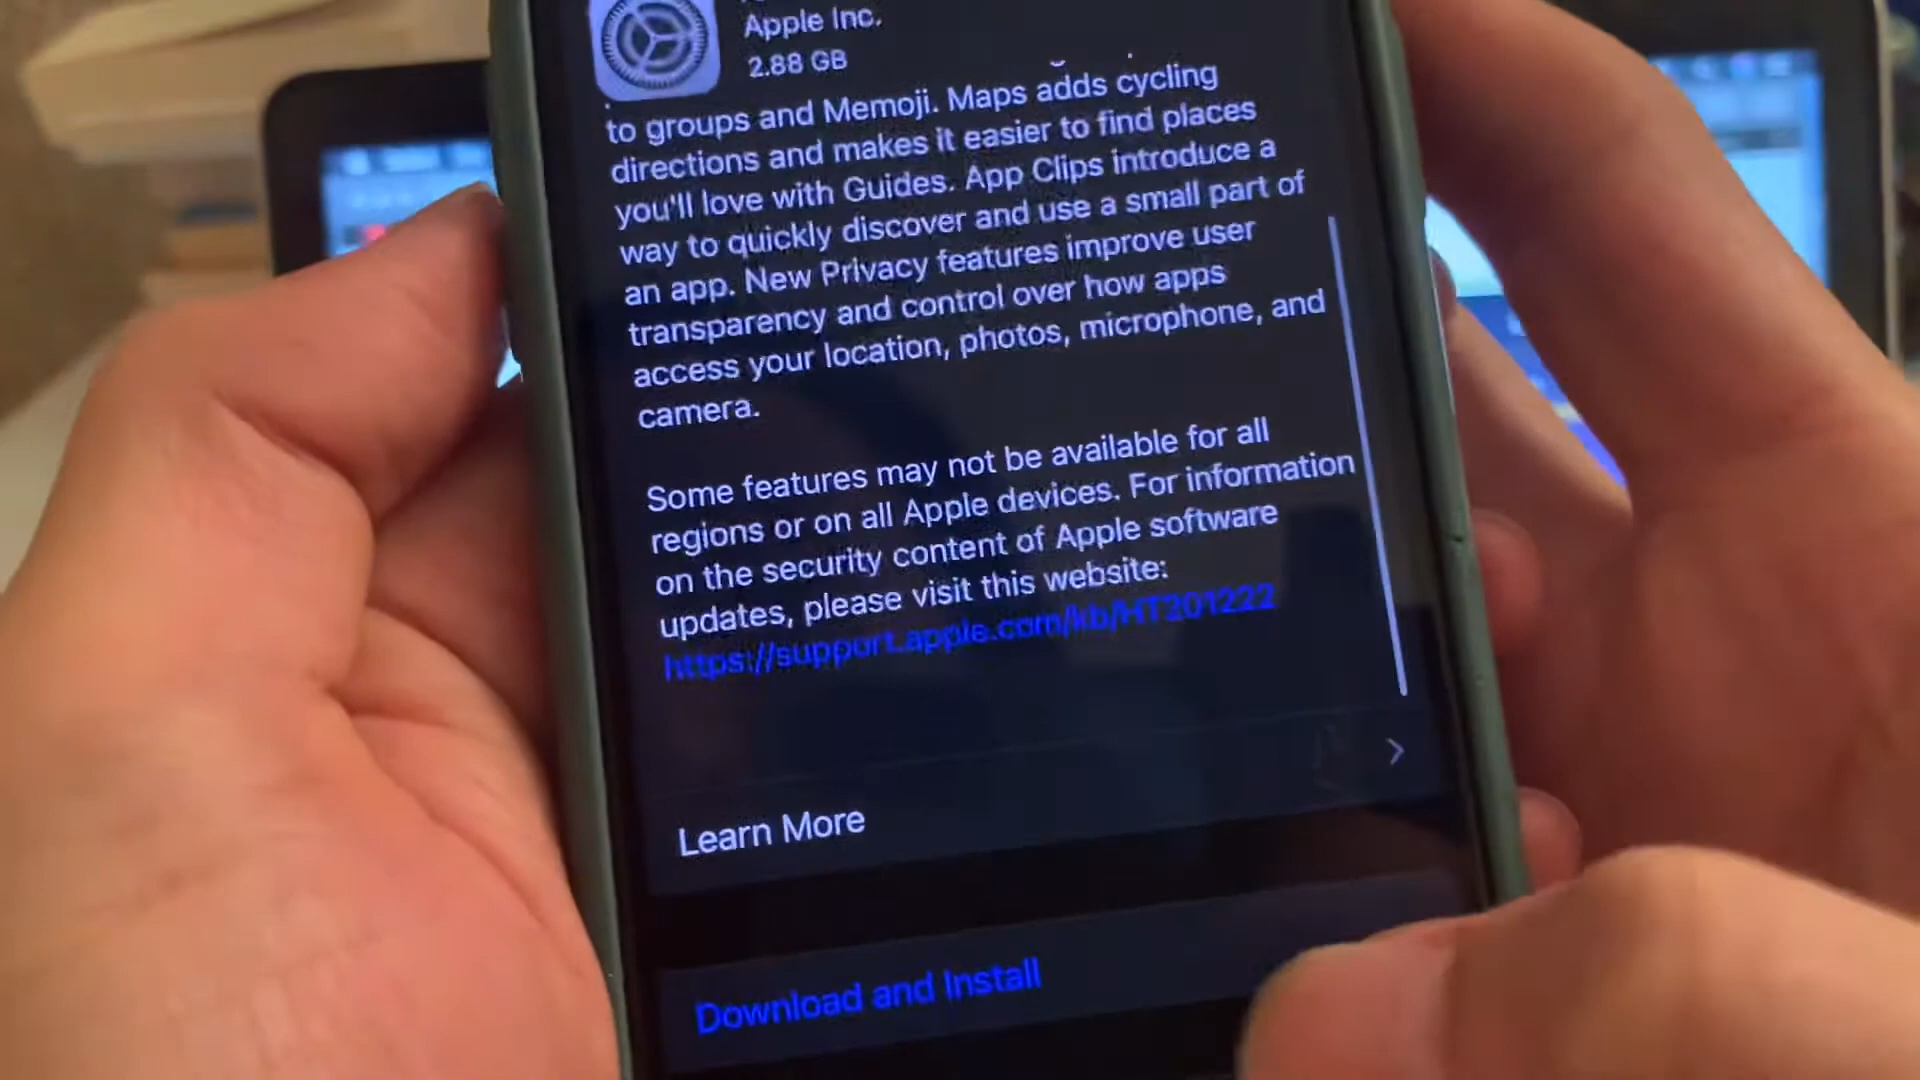 Apple Inc.
2.88 GB
to groups and Memoji. Maps adds cycling
directions and makes it easier to find places
you'll love with Guides. App Clips introduce a
way to quickly discover and use a small part of
an app. New Privacy features improve user
transparency and control over how apps
access your location, photos, microphone, and
camera.
Some features may not be available for all
regions or on all Apple devices. For information
on the security content of Apple software
updates, please visit this website:
https://support.apple.com/kb/HT201222
Learn More
Download and Install